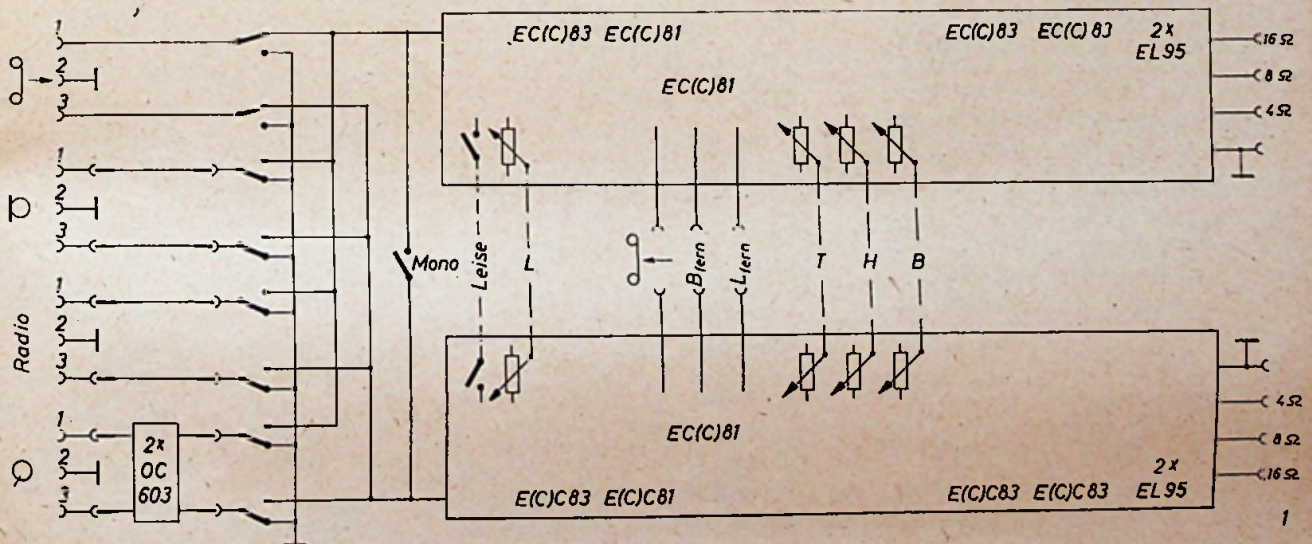 EC(C)83 EC(C)81
EC(C)83 EC(C)83
2x
EL95
EC(C)81
16 Ω
8 Ω
4 Ω
1
2
3
1
2
3
Radio
1
2
3
1
2
3
2x
OC
603
Mono
Leise
L
Bfern
Lfern
T
H
B
EC(C)81
E(C)C83 E(C)C81
E(C)C83 E(C)C83
2x
EL95
4 Ω
8 Ω
16 Ω
1